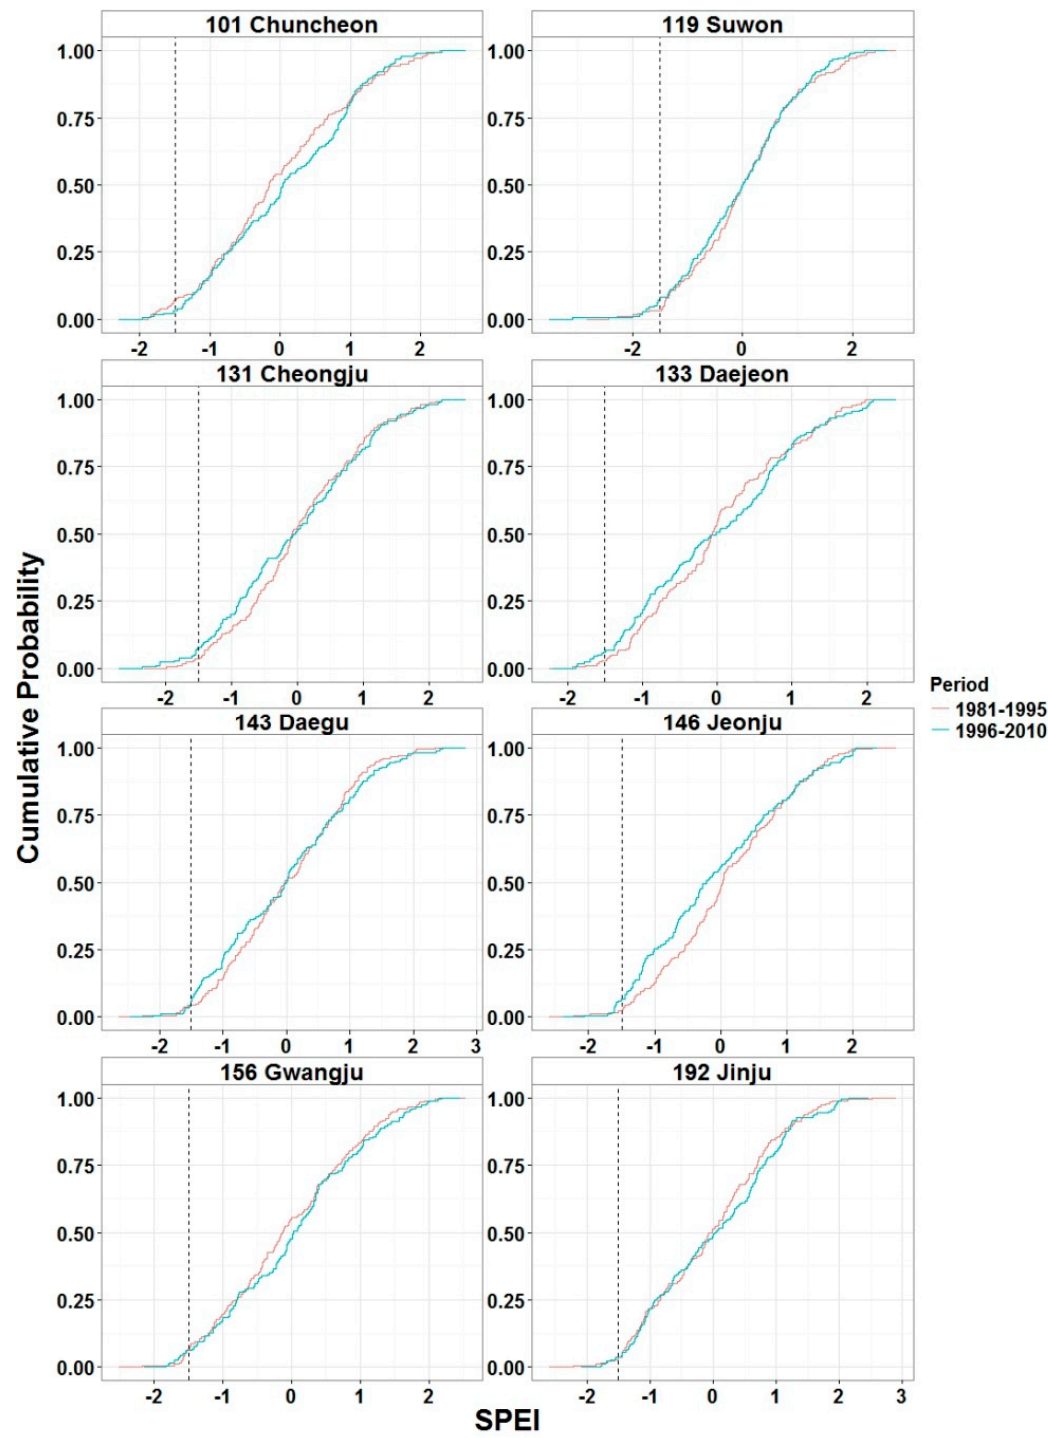 101 Chuncheon
119 Suwon
1.00
0.75
0.50
0.25
0.00
-2 -1 0 1 2
1.00
0.75
0.50
0.25
0.00
-2 0 2
131 Cheongju
133 Daejeon
1.00
0.75
0.50
0.25
0.00
-2 -1 0 1 2
1.00
0.75
0.50
0.25
0.00
-2 -1 0 1 2
143 Daegu
146 Jeonju
1.00
0.75
0.50
0.25
0.00
-2 -1 0 1 2 3
1.00
0.75
0.50
0.25
0.00
-2 -1 0 1 2
156 Gwangju
192 Jinju
1.00
0.75
0.50
0.25
0.00
-2 -1 0 1 2
1.00
0.75
0.50
0.25
0.00
-2 -1 0 1 2 3
Cumulative Probability
SPEI
Period
1981-1995
1996-2010